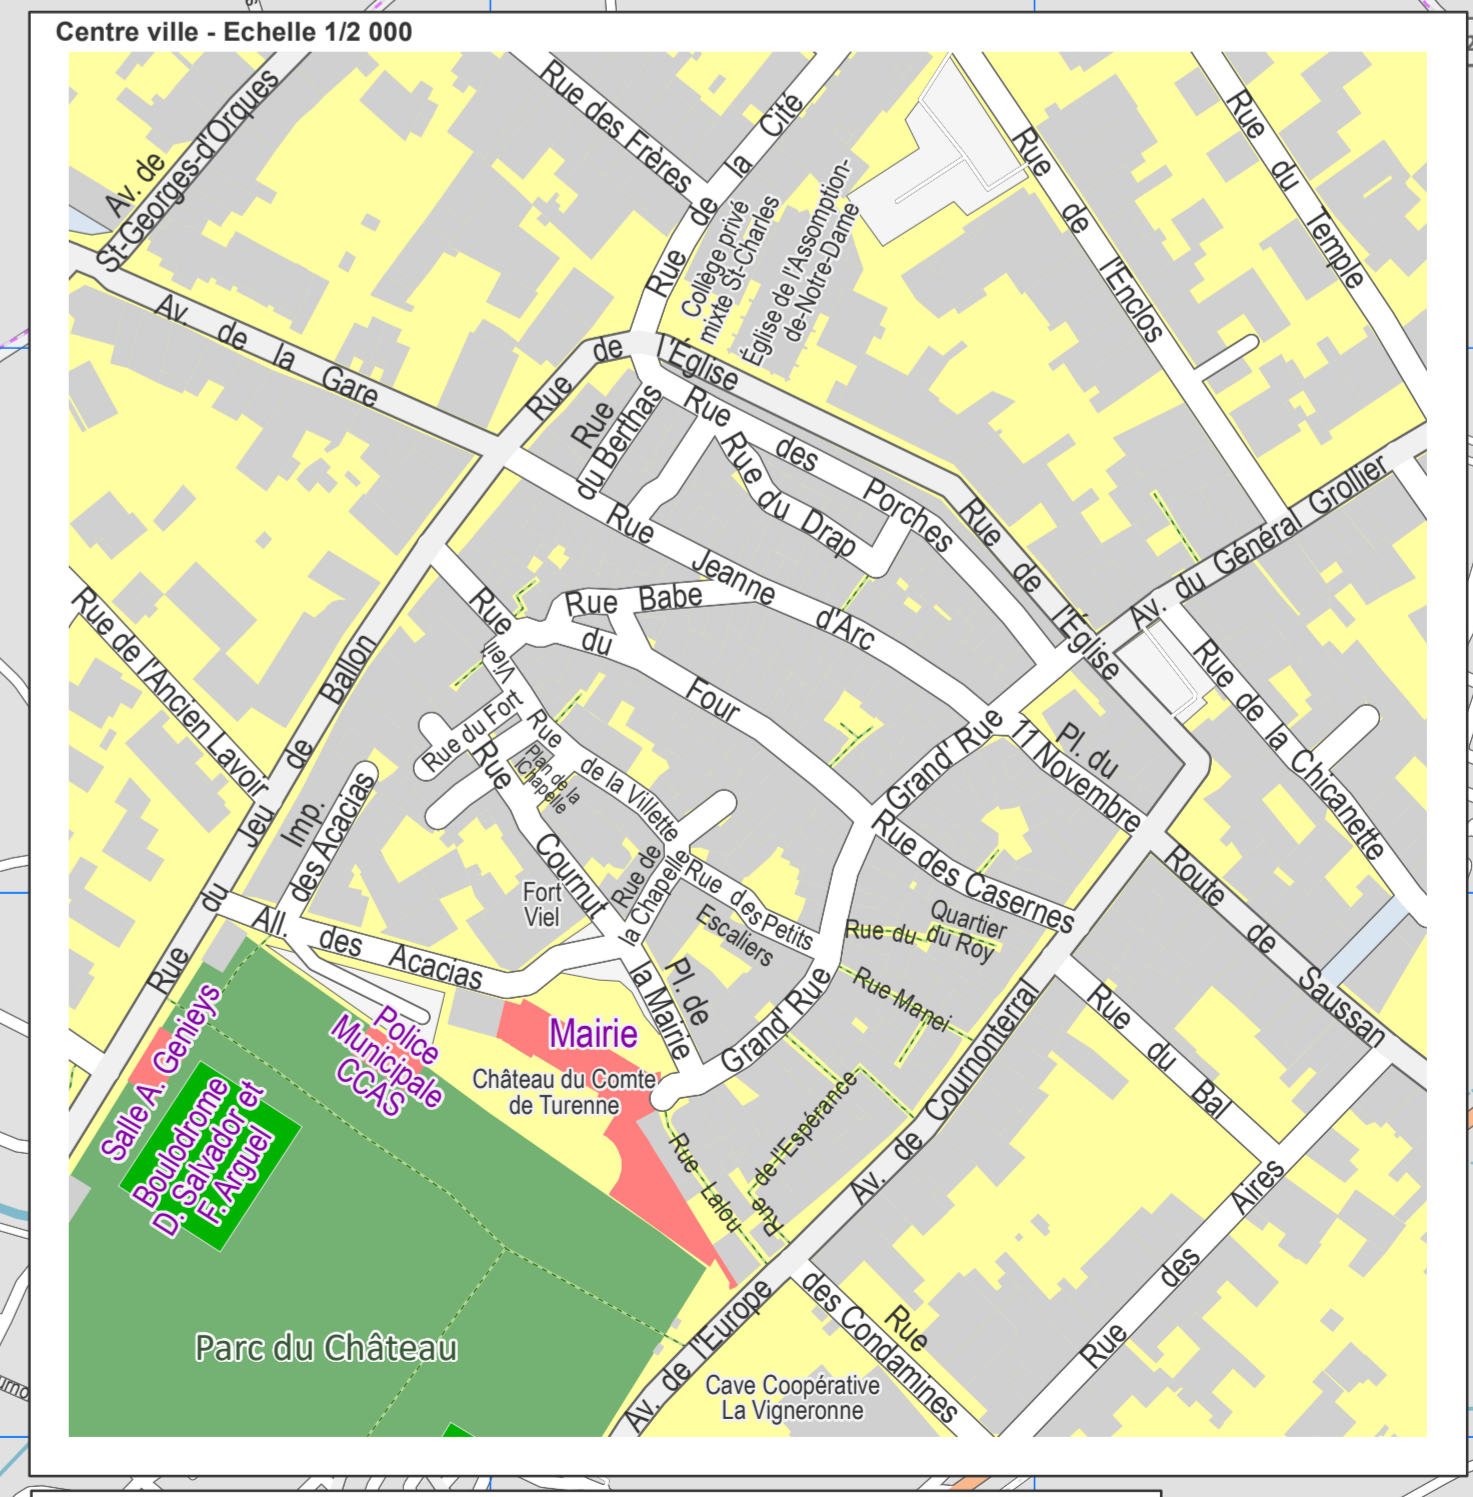 Centre ville - Echelle 1/2 000
Av. de
St-Georges-d'Orques
Rue des Frères
Rue de la Cité
Collège privé
mixte St-Charles
Église de l'Assomption-
de-Notre-Dame
Rue de l'Enclos
Rue du Temple
Av. de la Gare
Rue de l'Église
Rue
du Berthas
Rue des Porches
Rue du Drap
Rue Jeanne d'Arc
Rue de l'Église
Av. du Général Grollier
Rue Babe
Rue du Four
Rue de l'Ancien Lavoir
Rue du Jeu de Ballon
Vieil
Rue du Fort
Rue de la Villette
Plan de la
Chapelle
Rue Cournut
Grand' Rue
Pl. du
11 Novembre
Rue de la Chicanette
Imp.
des Acacias
All. des Acacias
Fort
Viel
Rue de
la Chapelle
Rue des Petits
Escaliers
Rue des Casernes
Quartier
Rue du
du Roy
Rue Manei
Route de Saussan
Pl. de
la Mairie
Grand' Rue
Mairie
Château du Comte
de Turenne
Police
Municipale
CCAS
Salle A. Genieys
Boulodrome
D. Salvador et
F. Arguel
Rue de l'Espérance
Rue Lalou
Av. de Cournonterral
Rue du Bal
Rue des Aires
Parc du Château
Av. de l'Europe
Rue
des Condamines
Cave Coopérative
La Vigneronne